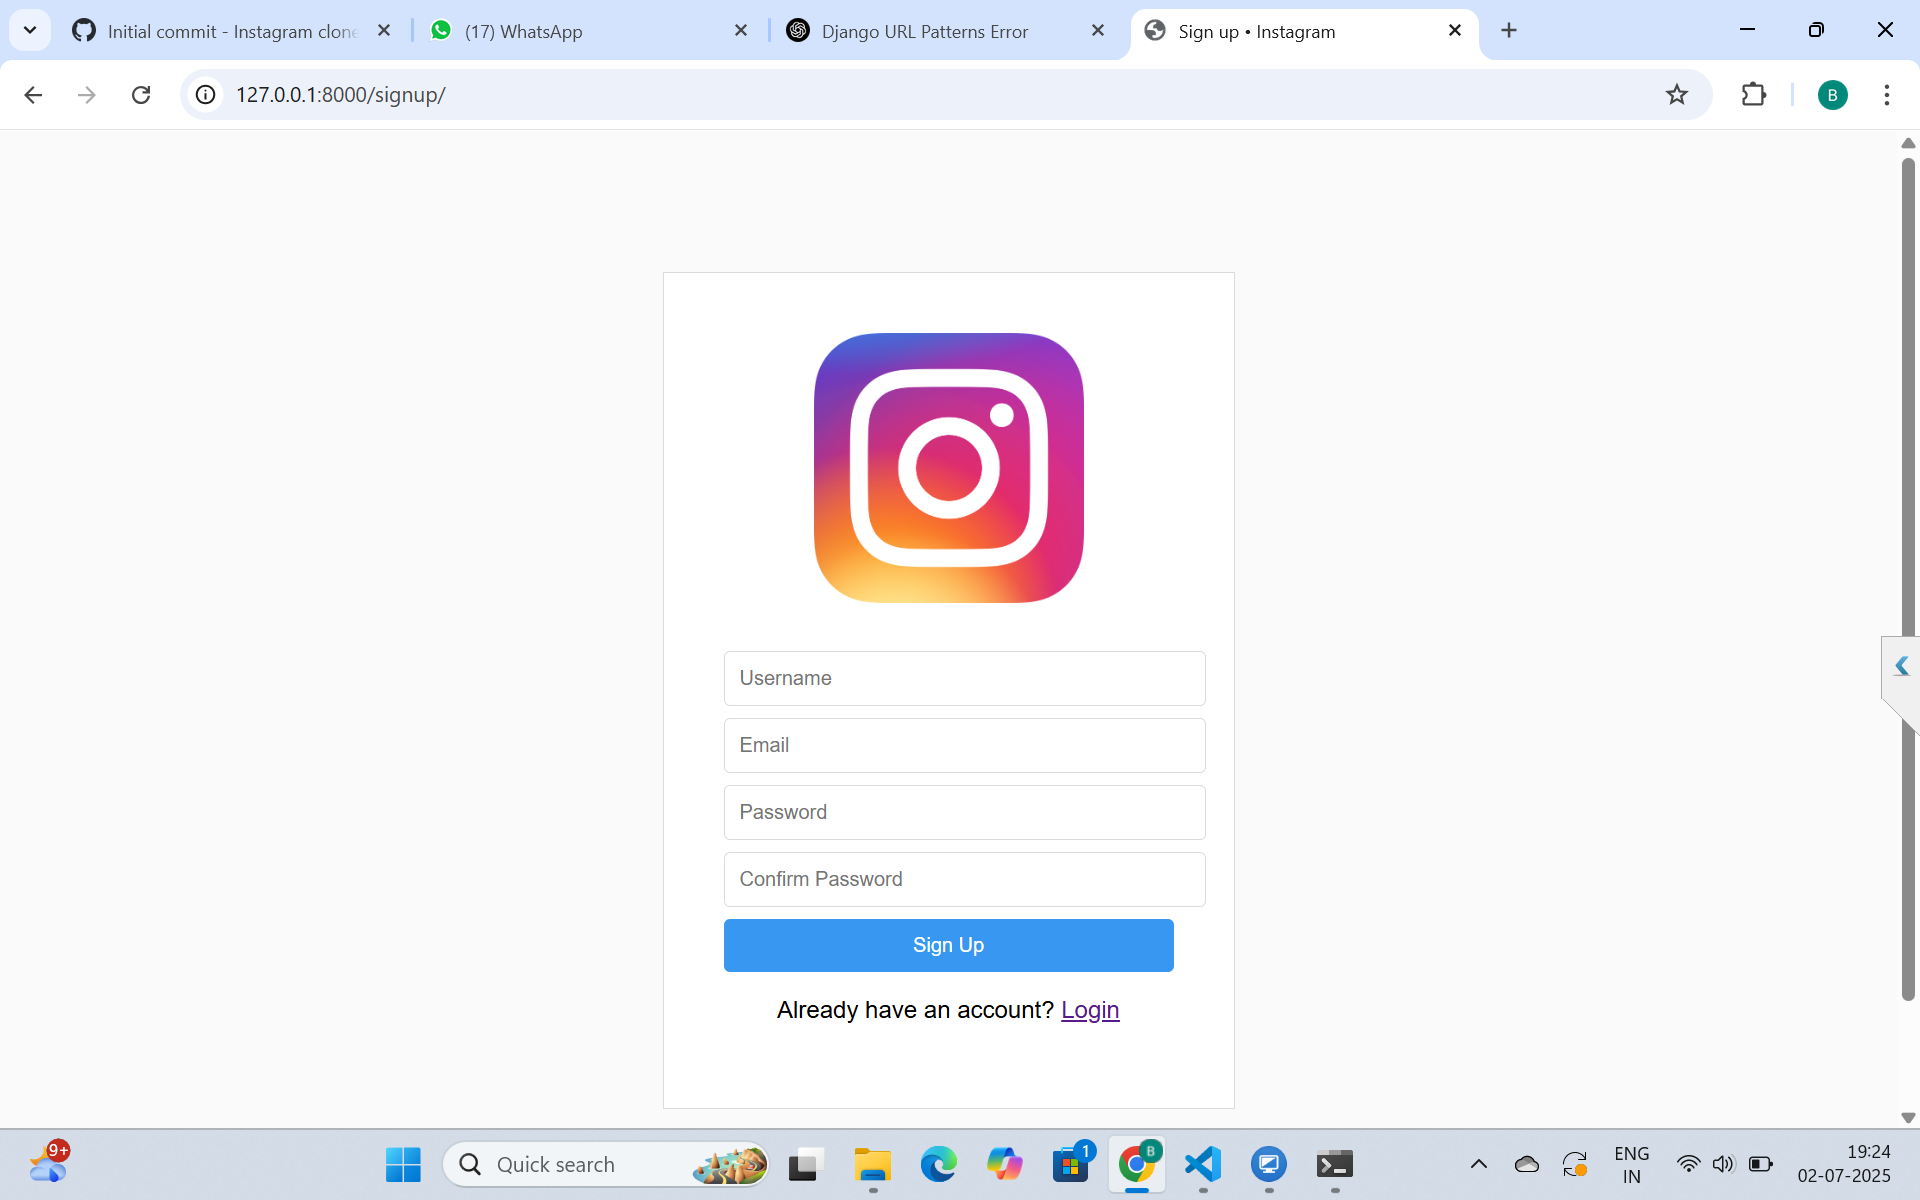 Initial commit - Instagram clone
(17) WhatsApp
Django URL Patterns Error
Sign up • Instagram
127.0.0.1:8000/signup/
B
Username
Email
Password
Confirm Password
Sign Up
Already have an account? Login
9+
Quick search
1
B
ENG
IN
19:24
02-07-2025